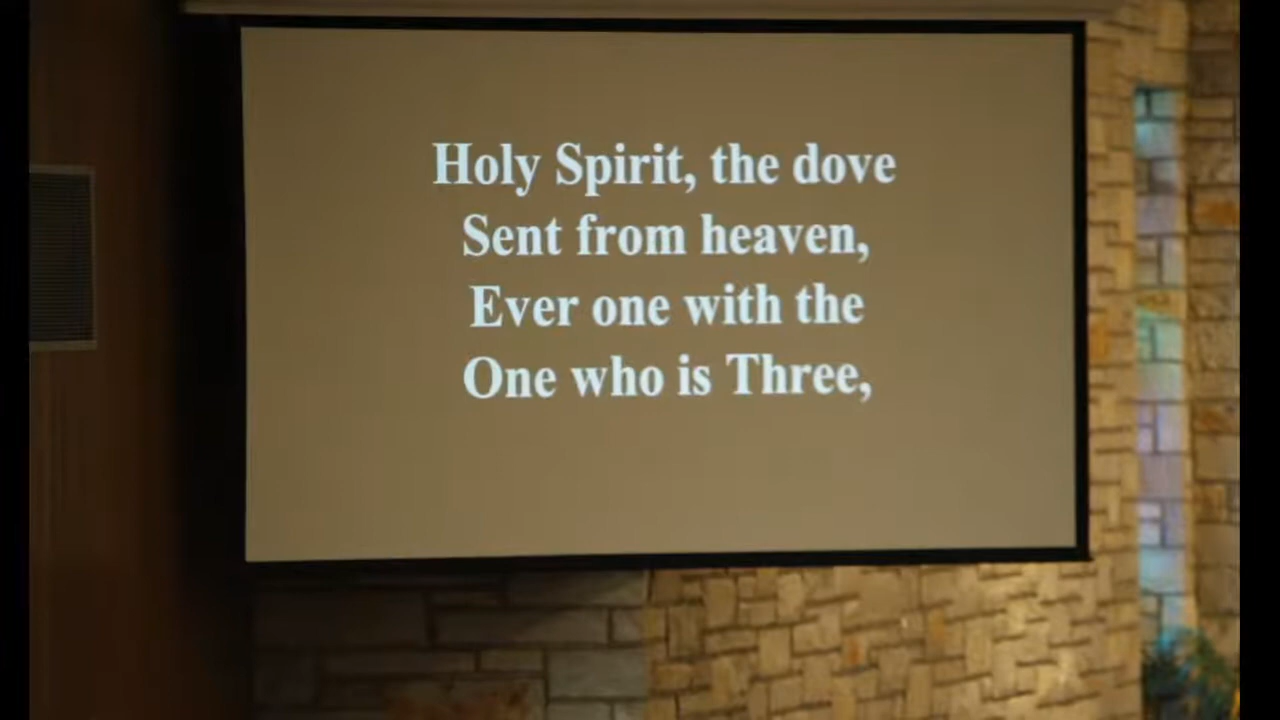 Holy Spirit, the dove
Sent from heaven,
Ever one with the
One who is Three,